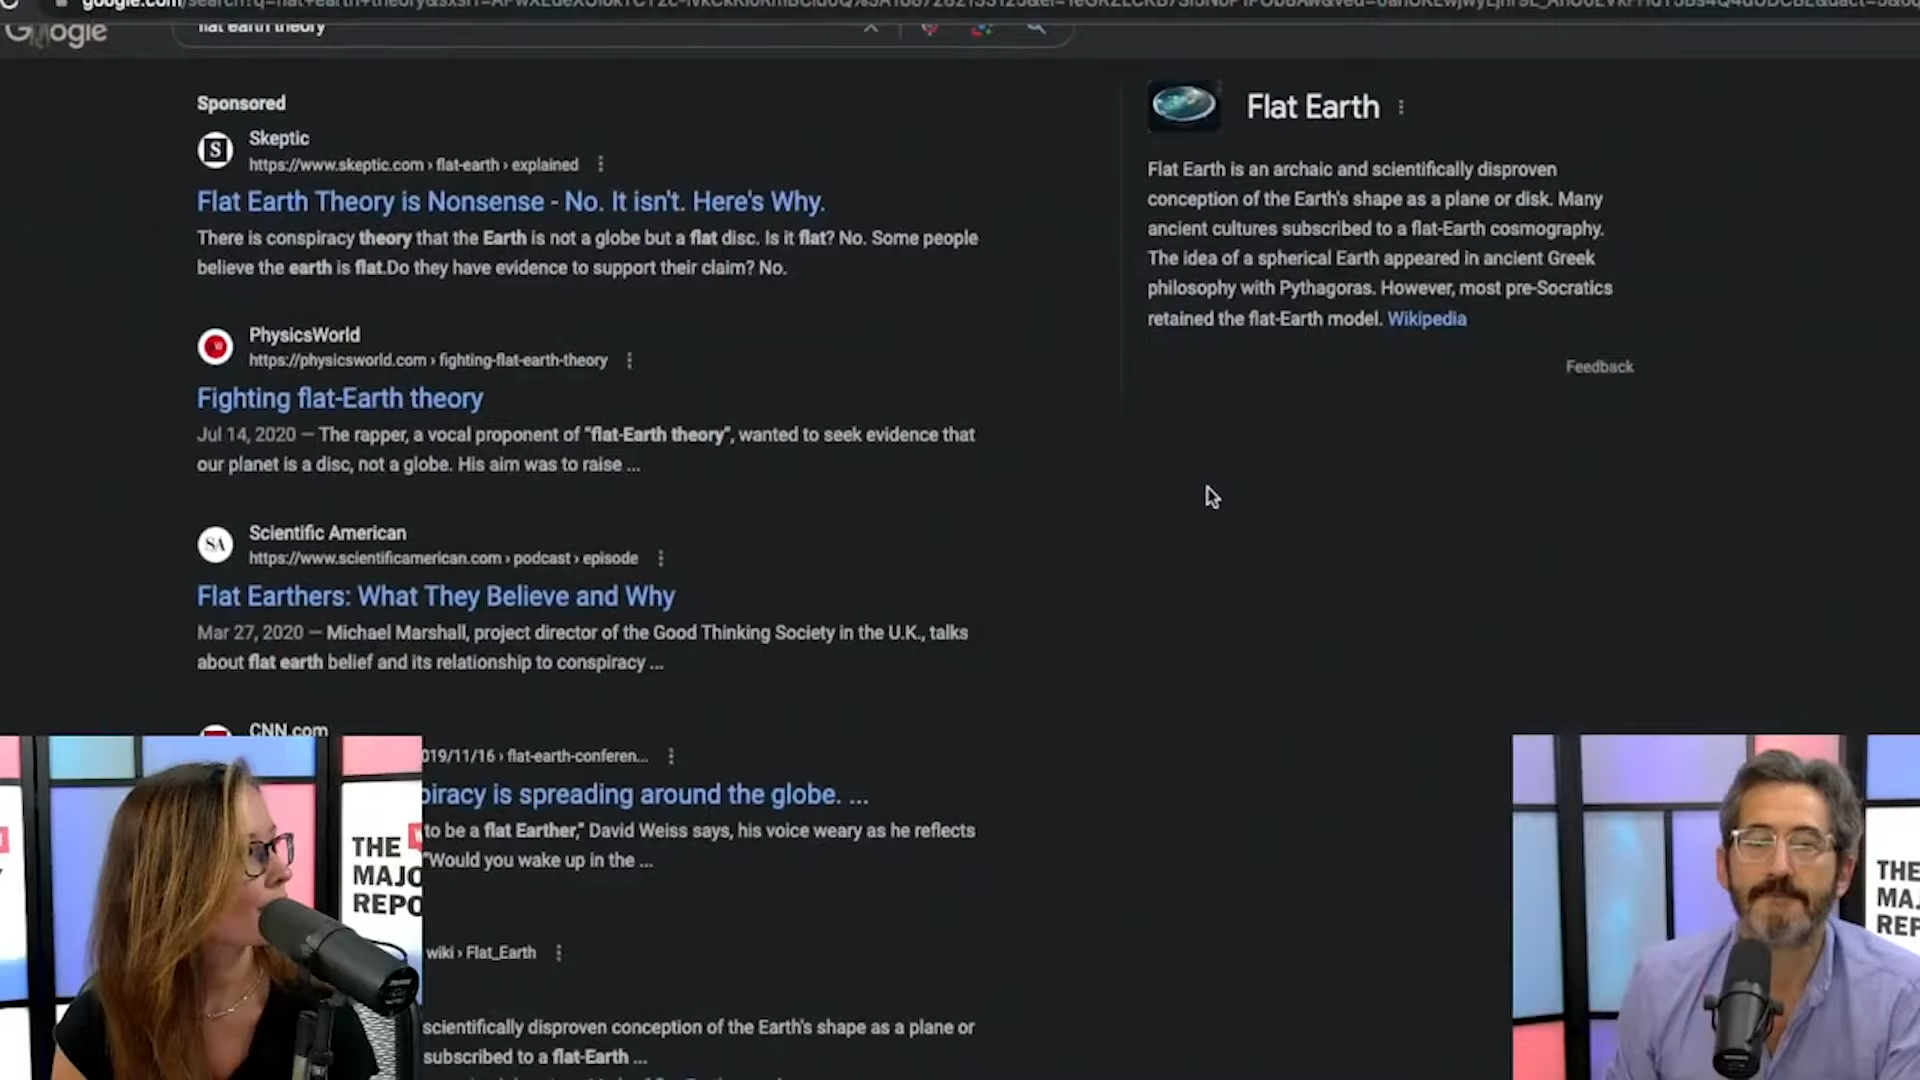 google.com/search?q=flat+earth+theory
Google
flat earth theory
Sponsored
Skeptic
https://www.skeptic.com › flat-earth › explained
Flat Earth Theory is Nonsense - No. It isn't. Here's Why.
There is conspiracy theory that the Earth is not a globe but a flat disc. Is it flat? No. Some people
believe the earth is flat.Do they have evidence to support their claim? No.
PhysicsWorld
https://physicsworld.com › fighting-flat-earth-theory
Fighting flat-Earth theory
Jul 14, 2020 — The rapper, a vocal proponent of "flat-Earth theory", wanted to seek evidence that
our planet is a disc, not a globe. His aim was to raise ...
SA
Scientific American
https://www.scientificamerican.com › podcast › episode
Flat Earthers: What They Believe and Why
Mar 27, 2020 — Michael Marshall, project director of the Good Thinking Society in the U.K., talks
about flat earth belief and its relationship to conspiracy ...
CNN.com
019/11/16 › flat-earth-conferen...
piracy is spreading around the globe. ...
to be a flat Earther," David Weiss says, his voice weary as he reflects
"Would you wake up in the ...
wiki › Flat_Earth
scientifically disproven conception of the Earth's shape as a plane or
subscribed to a flat-Earth ...
Flat Earth
Flat Earth is an archaic and scientifically disproven
conception of the Earth's shape as a plane or disk. Many
ancient cultures subscribed to a flat-Earth cosmography.
The idea of a spherical Earth appeared in ancient Greek
philosophy with Pythagoras. However, most pre-Socratics
retained the flat-Earth model. Wikipedia
Feedback
THE
MAJO
REPO
THE
MA
REP